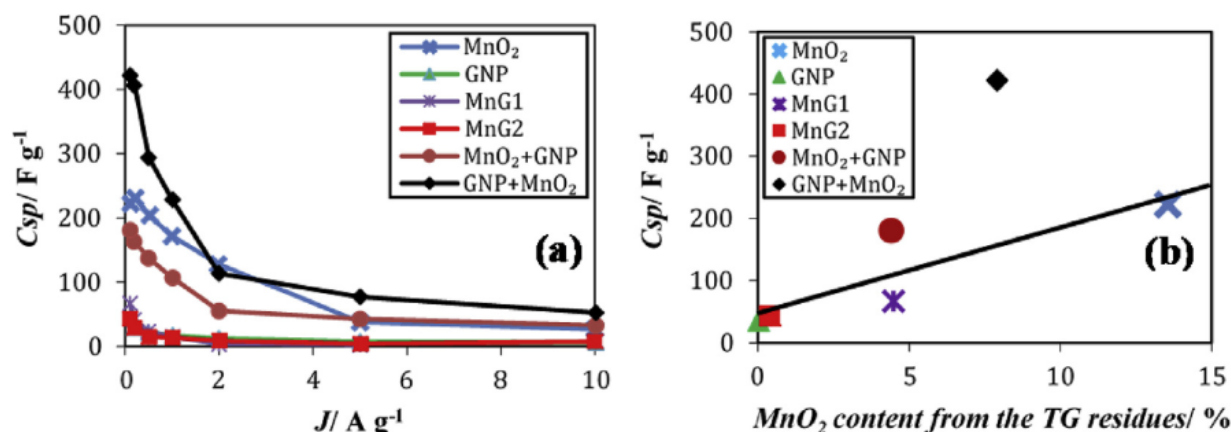 500
400
300
200
100
0
Csp/ F g⁻¹
MnO₂
GNP
MnG1
MnG2
MnO₂+GNP
GNP+MnO₂
(a)
0 2 4 6 8 10
J/ A g⁻¹
500
400
300
200
100
0
Csp/ F g⁻¹
MnO₂
GNP
MnG1
MnG2
MnO₂+GNP
GNP+MnO₂
(b)
0 5 10 15
MnO₂ content from the TG residues/ %